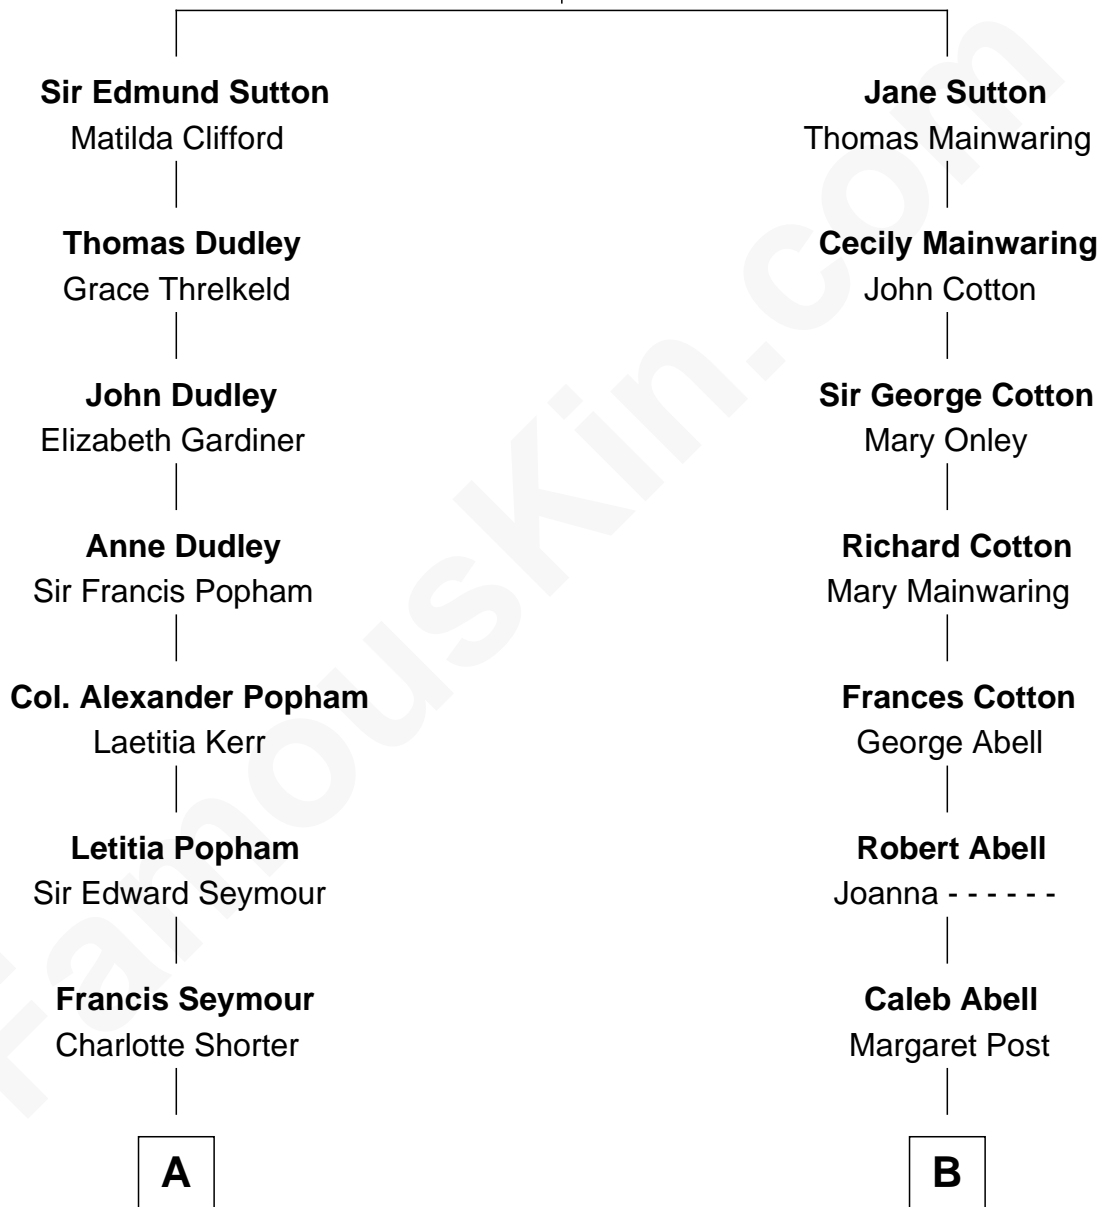 Sir Edmund Sutton
Matilda Clifford
Thomas Dudley
Grace Threlkeld
John Dudley
Elizabeth Gardiner
Anne Dudley
Sir Francis Popham
Col. Alexander Popham
Laetitia Kerr
Letitia Popham
Sir Edward Seymour
Francis Seymour
Charlotte Shorter
A
Jane Sutton
Thomas Mainwaring
Cecily Mainwaring
John Cotton
Sir George Cotton
Mary Onley
Richard Cotton
Mary Mainwaring
Frances Cotton
George Abell
Robert Abell
Joanna - - - - - -
Caleb Abell
Margaret Post
B
FamousKin.com